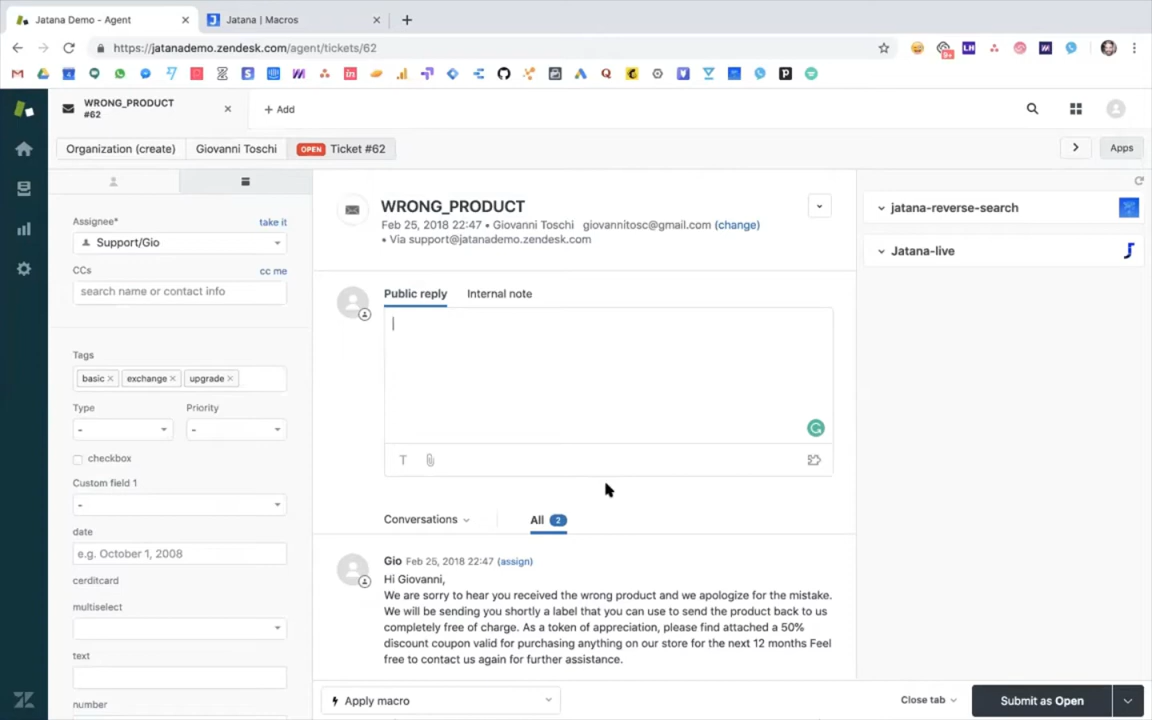 Jatana Demo - Agent
Jatana | Macros
https://jatanademo.zendesk.com/agent/tickets/62
WRONG_PRODUCT
#62
+ Add
Organization (create)
Giovanni Toschi
OPEN Ticket #62
Apps
Assignee*
take it
Support/Gio
CCs
cc me
search name or contact info
Tags
basic × exchange × upgrade ×
Type
Priority
-
-
checkbox
Custom field 1
-
date
e.g. October 1, 2008
cerditcard
multiselect
text
number
WRONG_PRODUCT
Feb 25, 2018 22:47 • Giovanni Toschi giovannitosc@gmail.com (change)
• Via support@jatanademo.zendesk.com
Public reply
Internal note
T
Conversations
All 2
Gio Feb 25, 2018 22:47 (assign)
Hi Giovanni,
We are sorry to hear you received the wrong product and we apologize for the mistake.
We will be sending you shortly a label that you can use to send the product back to us
completely free of charge. As a token of appreciation, please find attached a 50%
discount coupon valid for purchasing anything on our store for the next 12 months Feel
free to contact us again for further assistance.
Apply macro
Close tab
Submit as Open
jatana-reverse-search
Jatana-live